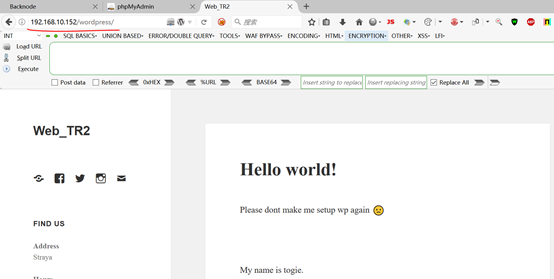 Backnode
phpMyAdmin
Web_TR2
192.168.10.152/wordpress/
搜索
INT
SQL BASICS
UNION BASED
ERROR/DOUBLE QUERY
TOOLS
WAF BYPASS
ENCODING
HTML
ENCRYPTION
OTHER
XSS
LFI
Load URL
Split URL
Execute
Post data
Referrer
0xHEX
%URL
BASE64
Insert string to replace
Insert replacing string
Replace All
Web_TR2
FIND US
Address
Straya
Hours
Hello world!
Please dont make me setup wp again
My name is togie.